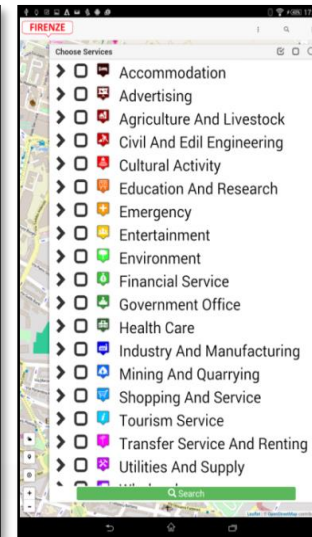 FIRENZE
Choose Services
Accommodation
Advertising
Agriculture And Livestock
Civil And Edil Engineering
Cultural Activity
Education And Research
Emergency
Entertainment
Environment
Financial Service
Government Office
Health Care
Industry And Manufacturing
Mining And Quarrying
Shopping And Service
Tourism Service
Transfer Service And Renting
Utilities And Supply
Search